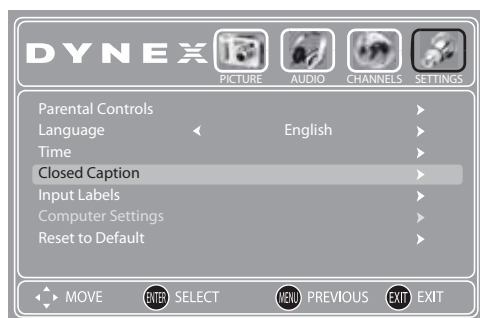 DYNEX
PICTURE AUDIO CHANNELS SETTINGS
Parental Controls
Language English
Time
Closed Caption
Input Labels
Computer Settings
Reset to Default
MOVE ENTER SELECT MENU PREVIOUS EXIT EXIT